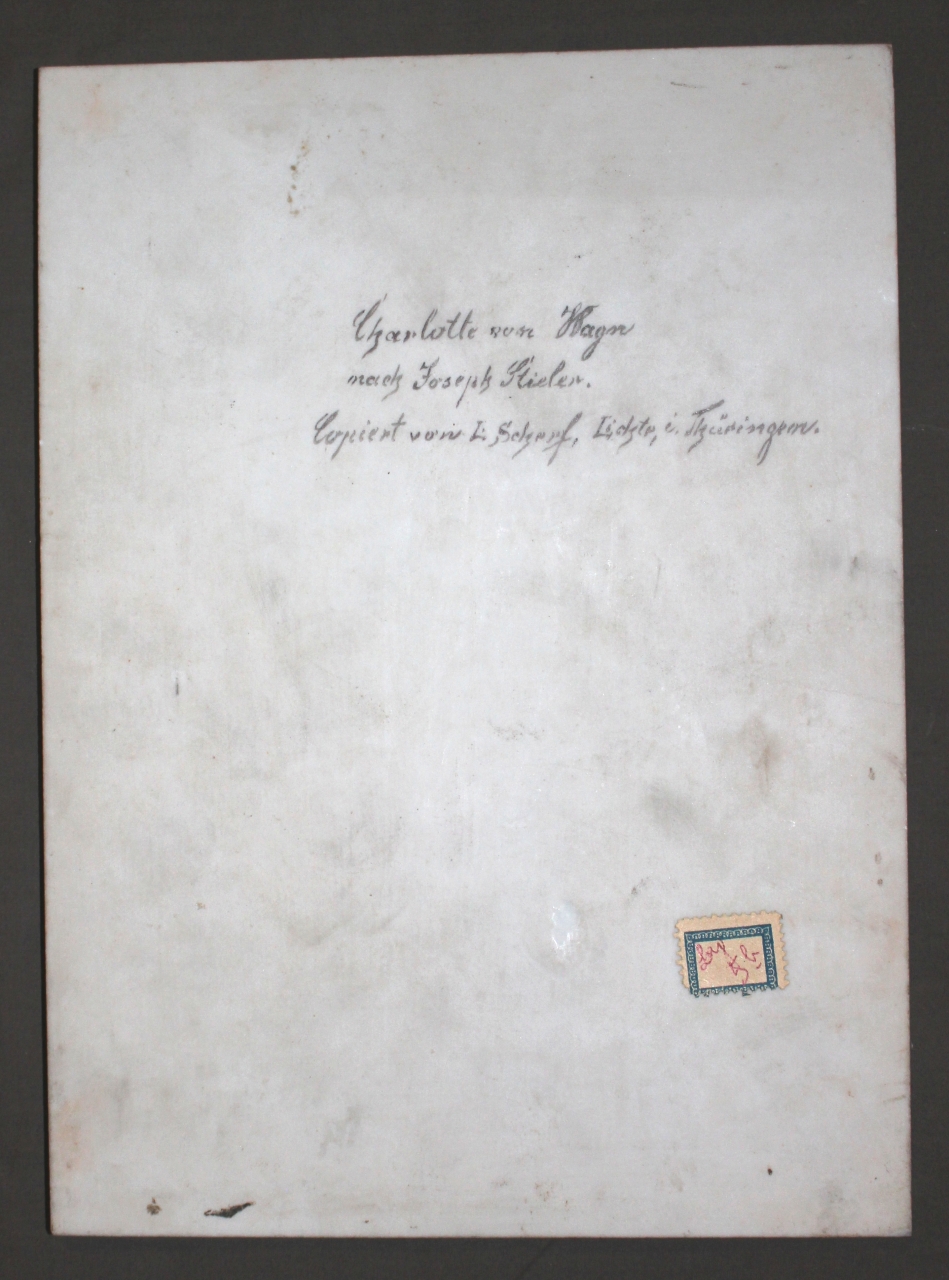 Charlotte von Hagn
nach Joseph Stieler.
Copiert von L. Scherf, Lichte, i. Thüringen.